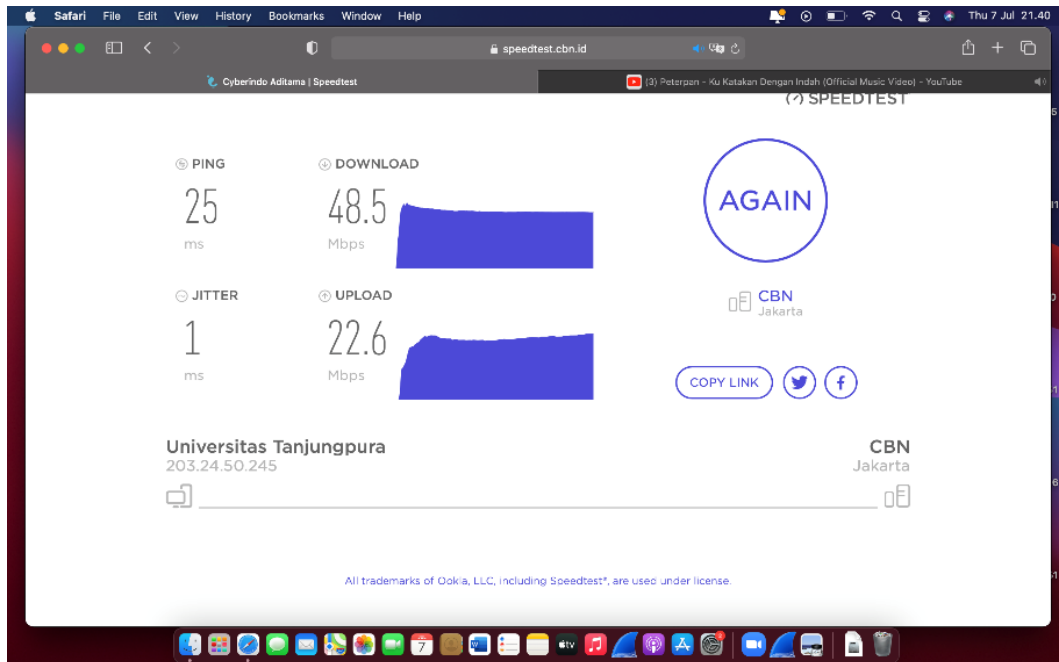 Safari File Edit View History Bookmarks Window Help
Thu 7 Jul 21.40
speedtest.cbn.id
Cyberindo Aditama | Speedtest
(3) Peterpan - Ku Katakan Dengan Indah (Official Music Video) - YouTube
SPEEDTEST
PING
DOWNLOAD
25
48.5
AGAIN
ms
Mbps
JITTER
UPLOAD
CBN
Jakarta
1
22.6
ms
Mbps
COPY LINK
Universitas Tanjungpura
CBN
203.24.50.245
Jakarta
All trademarks of Ookla, LLC, including Speedtest®, are used under license.
7
tv